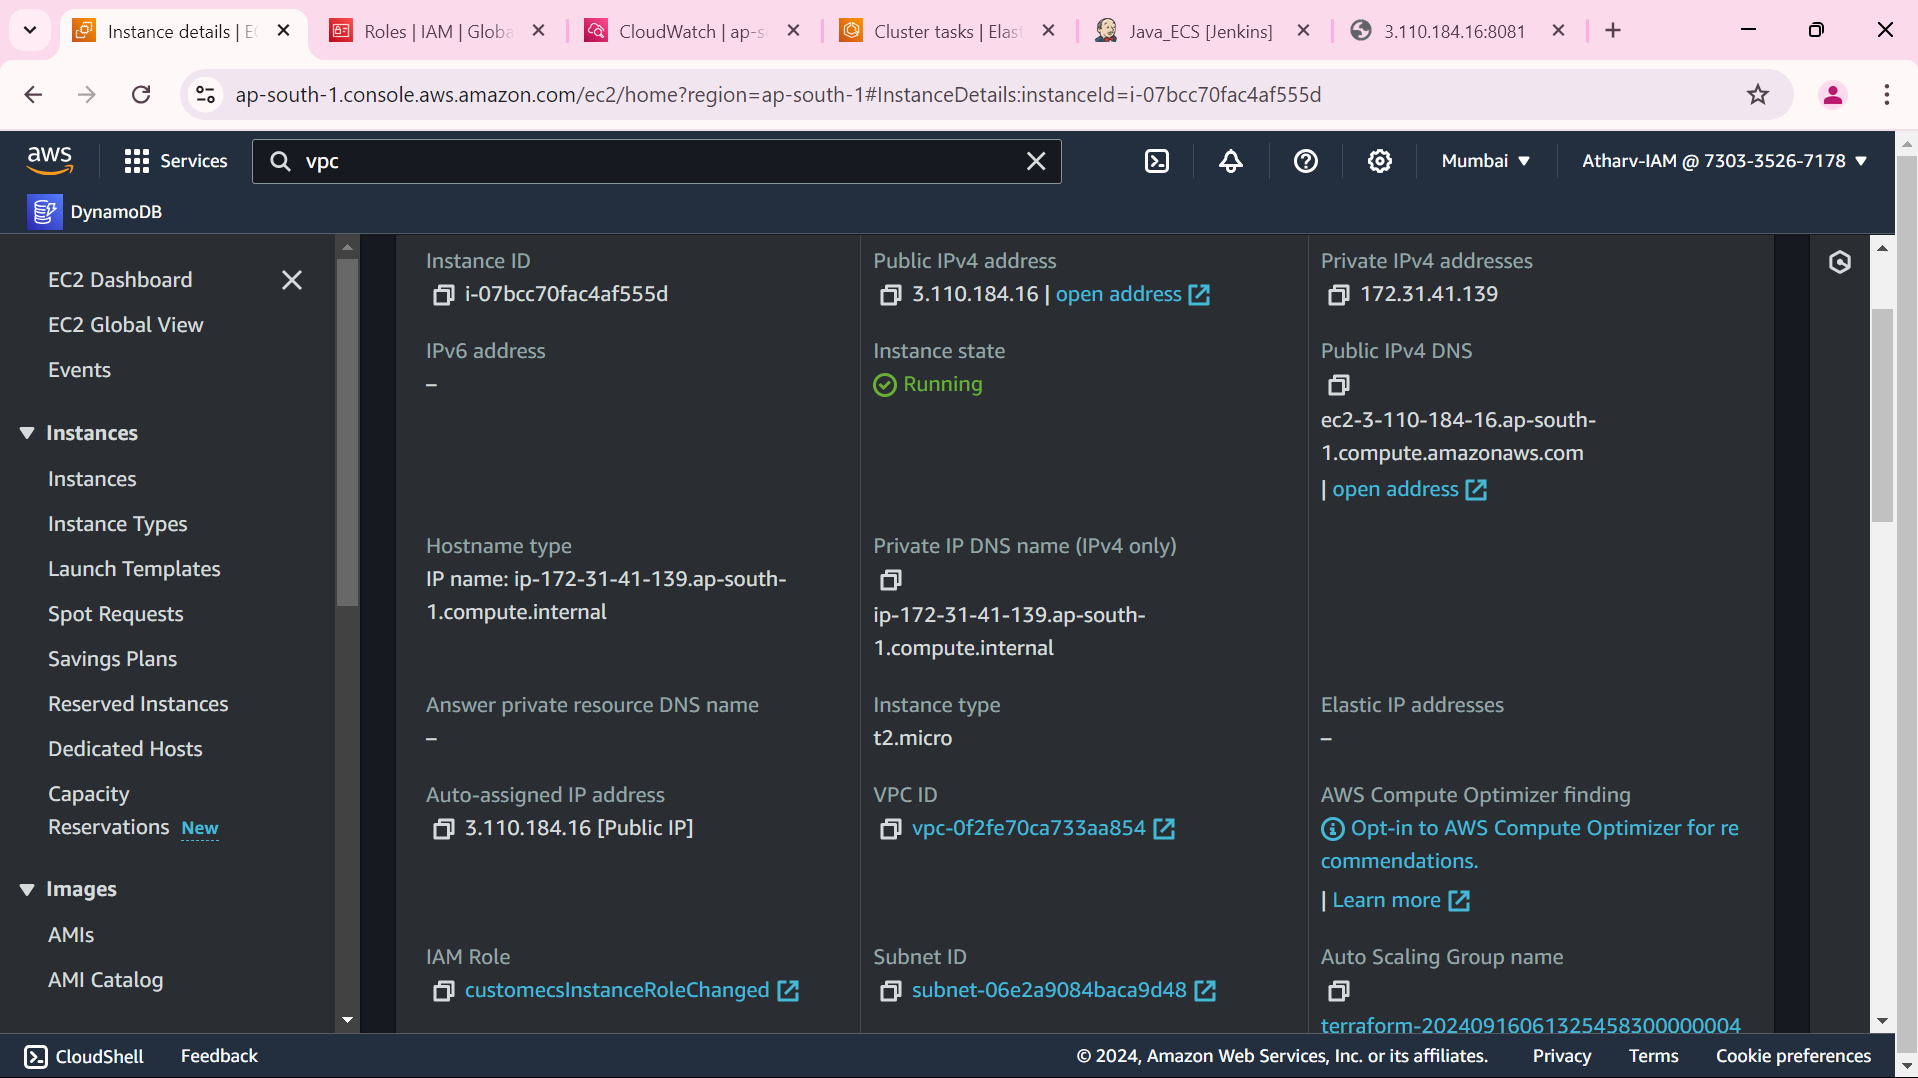 Instance details | EC
Roles | IAM | Globa
CloudWatch | ap-s
Cluster tasks | Elast
Java_ECS [Jenkins]
3.110.184.16:8081
ap-south-1.console.aws.amazon.com/ec2/home?region=ap-south-1#InstanceDetails:instanceId=i-07bcc70fac4af555d
aws
Services
vpc
Mumbai
Atharv-IAM @ 7303-3526-7178
DynamoDB
EC2 Dashboard
EC2 Global View
Events
Instances
Instances
Instance Types
Launch Templates
Spot Requests
Savings Plans
Reserved Instances
Dedicated Hosts
Capacity
Reservations New
Images
AMIs
AMI Catalog
Instance ID
i-07bcc70fac4af555d
Public IPv4 address
3.110.184.16 | open address
Private IPv4 addresses
172.31.41.139
IPv6 address
–
Instance state
Running
Public IPv4 DNS
ec2-3-110-184-16.ap-south-
1.compute.amazonaws.com
| open address
Hostname type
IP name: ip-172-31-41-139.ap-south-
1.compute.internal
Private IP DNS name (IPv4 only)
ip-172-31-41-139.ap-south-
1.compute.internal
Answer private resource DNS name
–
Instance type
t2.micro
Elastic IP addresses
–
Auto-assigned IP address
3.110.184.16 [Public IP]
VPC ID
vpc-0f2fe70ca733aa854
AWS Compute Optimizer finding
Opt-in to AWS Compute Optimizer for re
commendations.
| Learn more
IAM Role
customecsInstanceRoleChanged
Subnet ID
subnet-06e2a9084baca9d48
Auto Scaling Group name
terraform-20240916061325458300000004
CloudShell
Feedback
© 2024, Amazon Web Services, Inc. or its affiliates.
Privacy
Terms
Cookie preferences